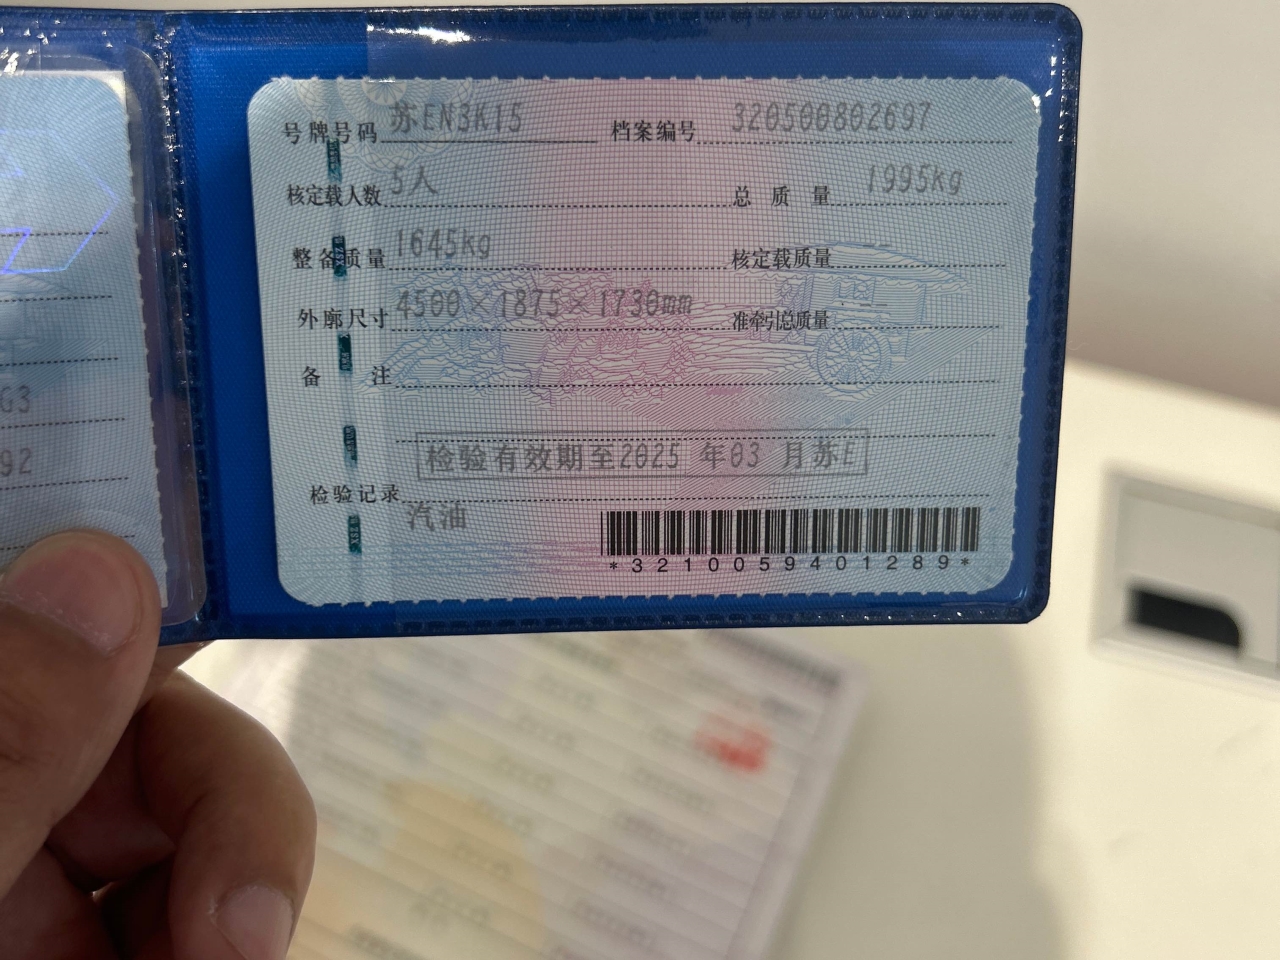 号牌号码 苏EN3K15 档案编号 320500802697
核定载人数 5人 总质量 1995kg
整备质量 1645kg 核定载质量
外廓尺寸 4500×1875×1730mm 准牵引总质量
备注
检验有效期至2025 年03 月苏E
检验记录
汽油
*3210059401289*
G3
92